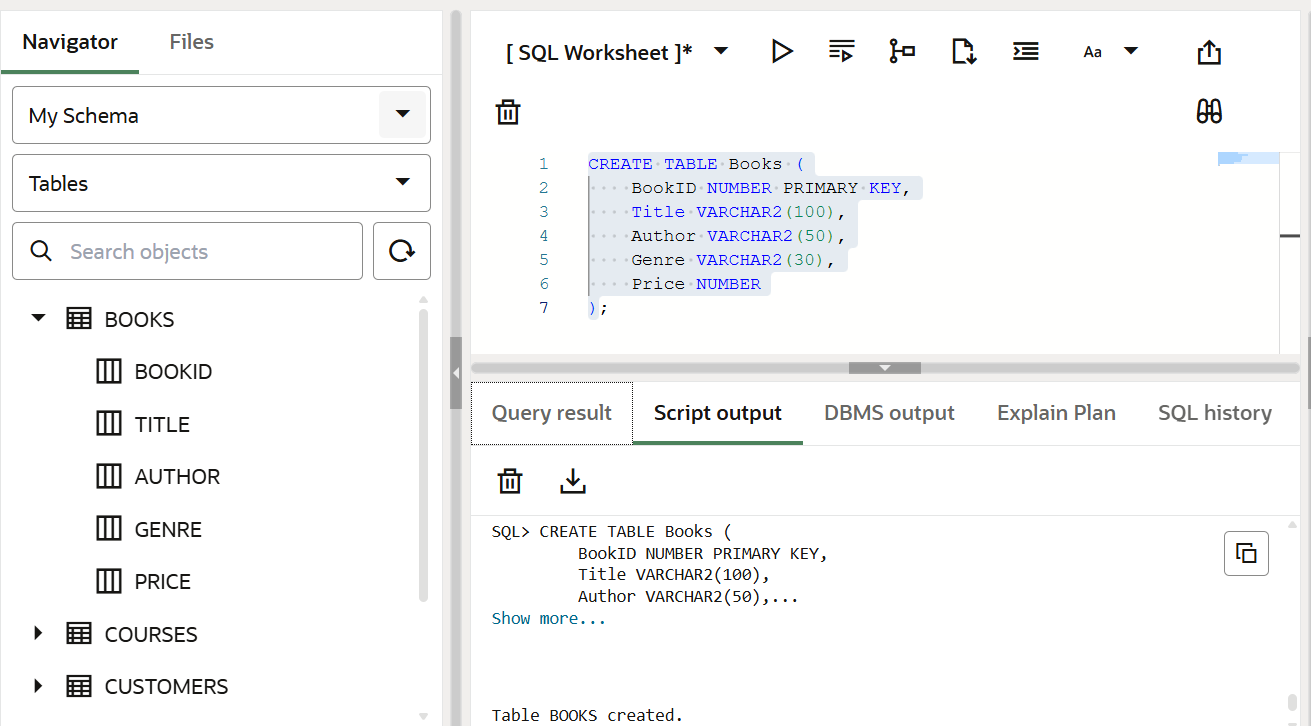 Navigator Files
My Schema
Tables
Search objects
BOOKS
BOOKID
TITLE
AUTHOR
GENRE
PRICE
COURSES
CUSTOMERS
[ SQL Worksheet ]*
Aa
1 CREATE TABLE Books (
2 BookID NUMBER PRIMARY KEY,
3 Title VARCHAR2(100),
4 Author VARCHAR2(50),
5 Genre VARCHAR2(30),
6 Price NUMBER
7 );
Query result Script output DBMS output Explain Plan SQL history
SQL> CREATE TABLE Books (
BookID NUMBER PRIMARY KEY,
Title VARCHAR2(100),
Author VARCHAR2(50),...
Show more...
Table BOOKS created.